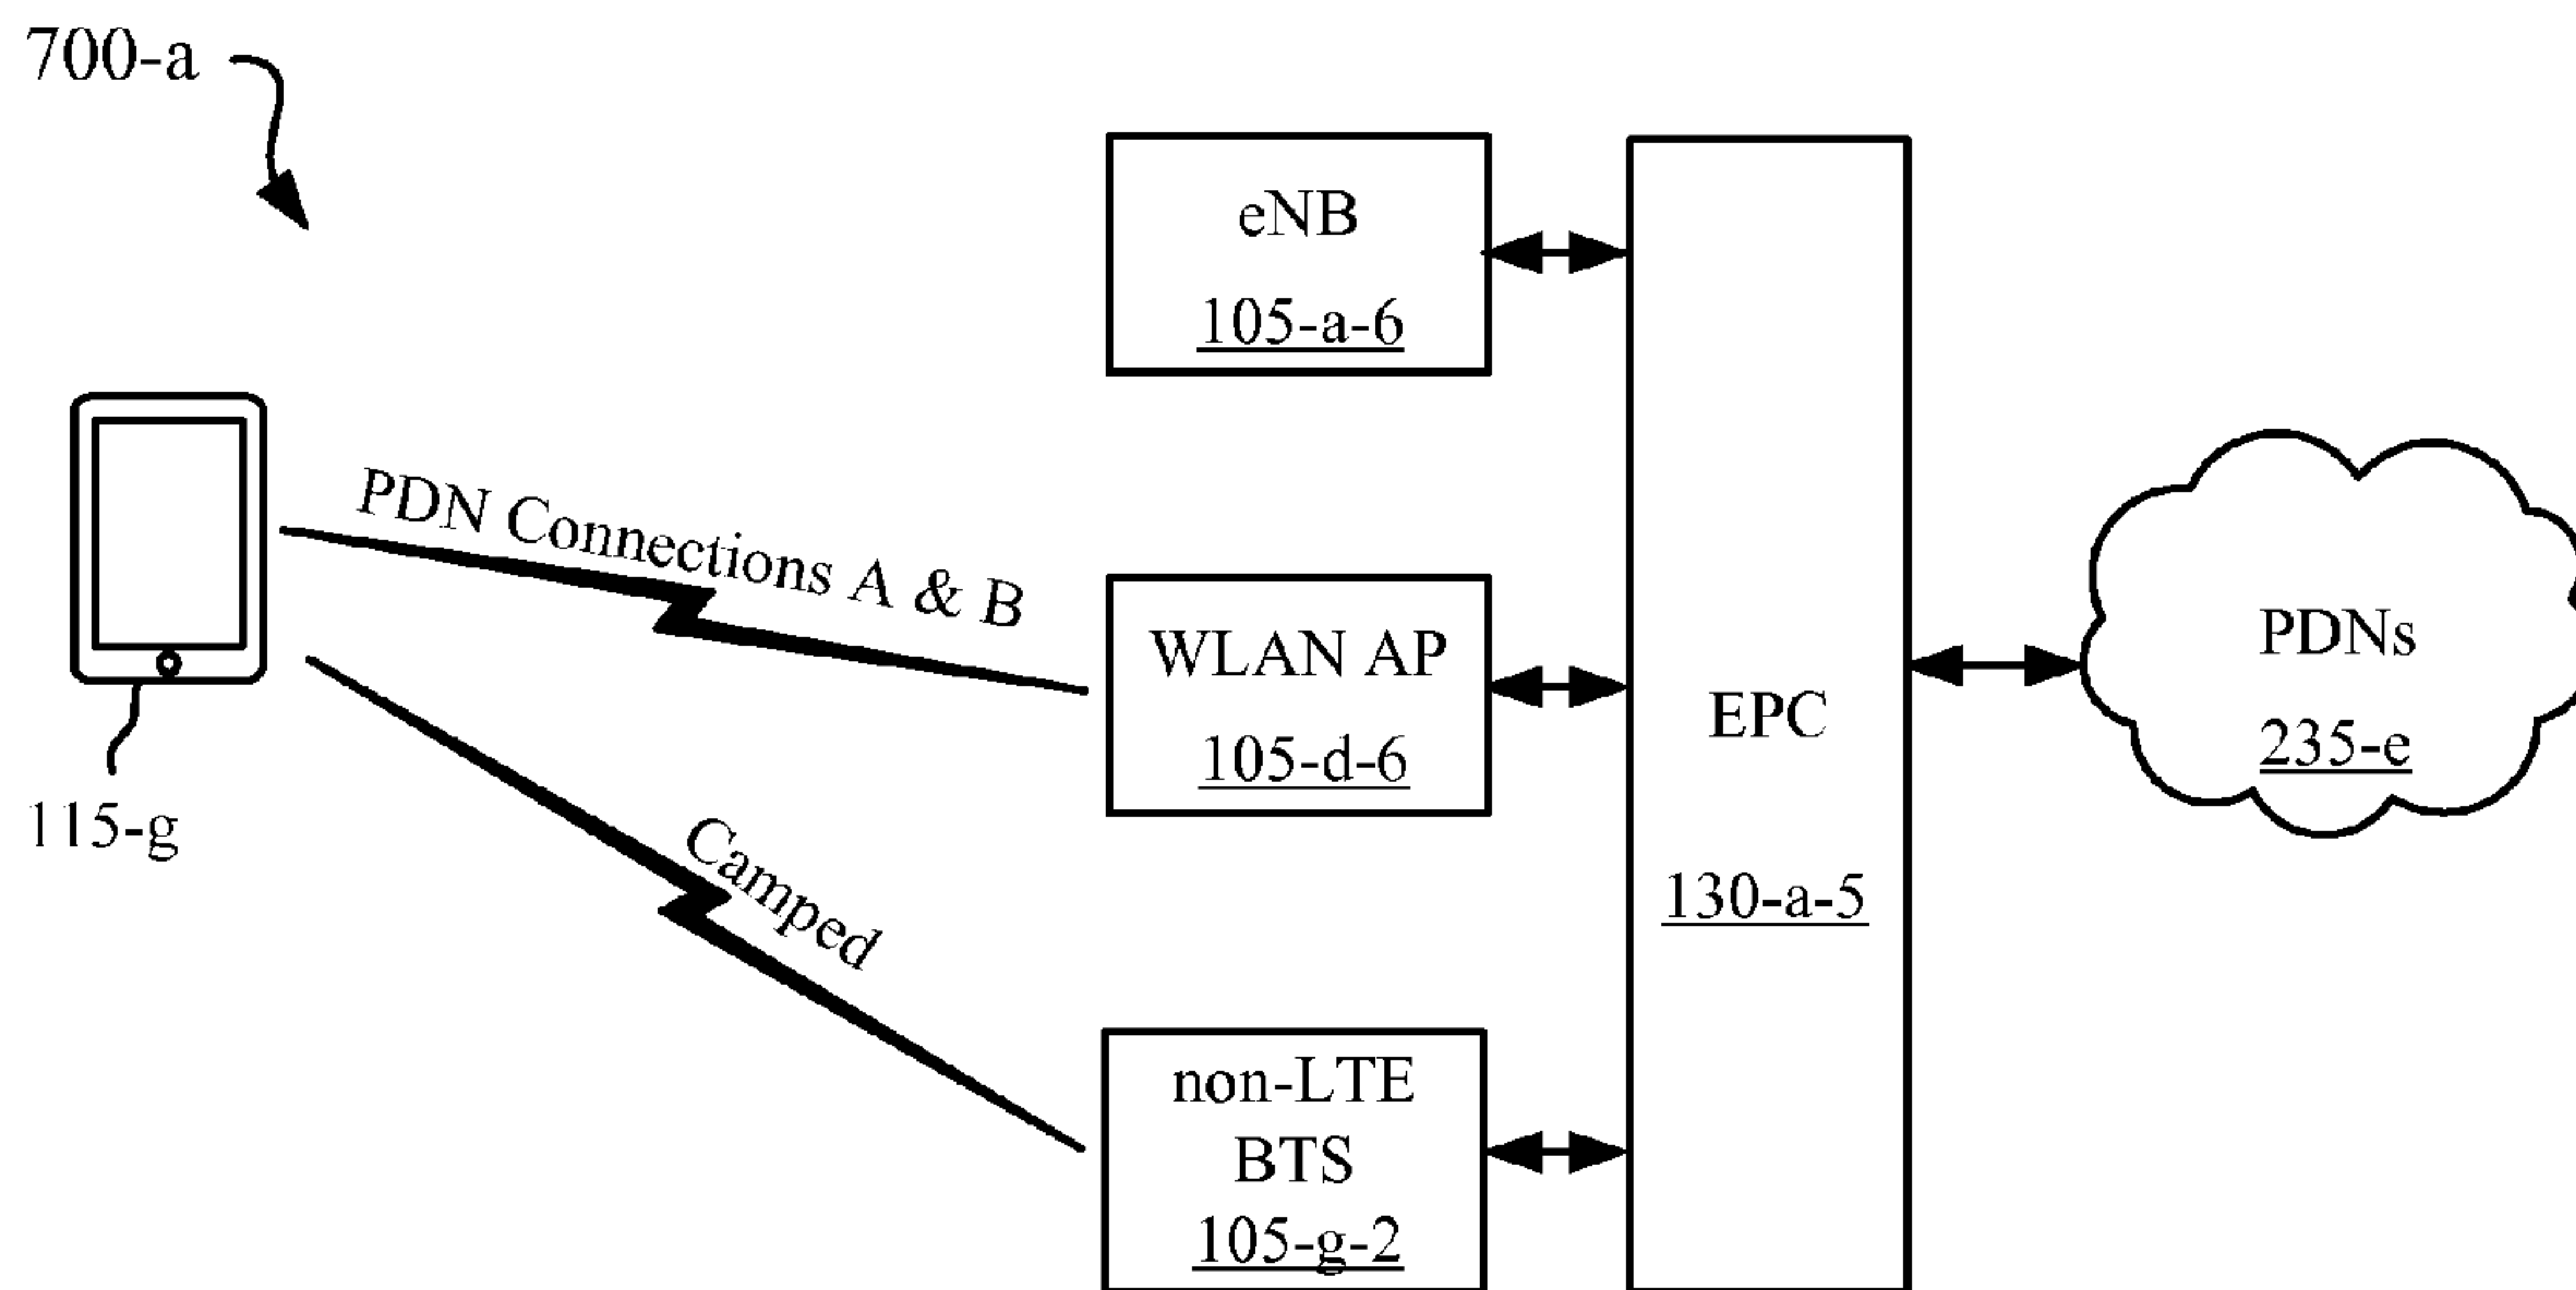 700-a
eNB
105-a-6
PDN Connections A & B
WLAN AP
105-d-6
EPC
130-a-5
PDNs
235-e
115-g
Camped
non-LTE
BTS
105-g-2